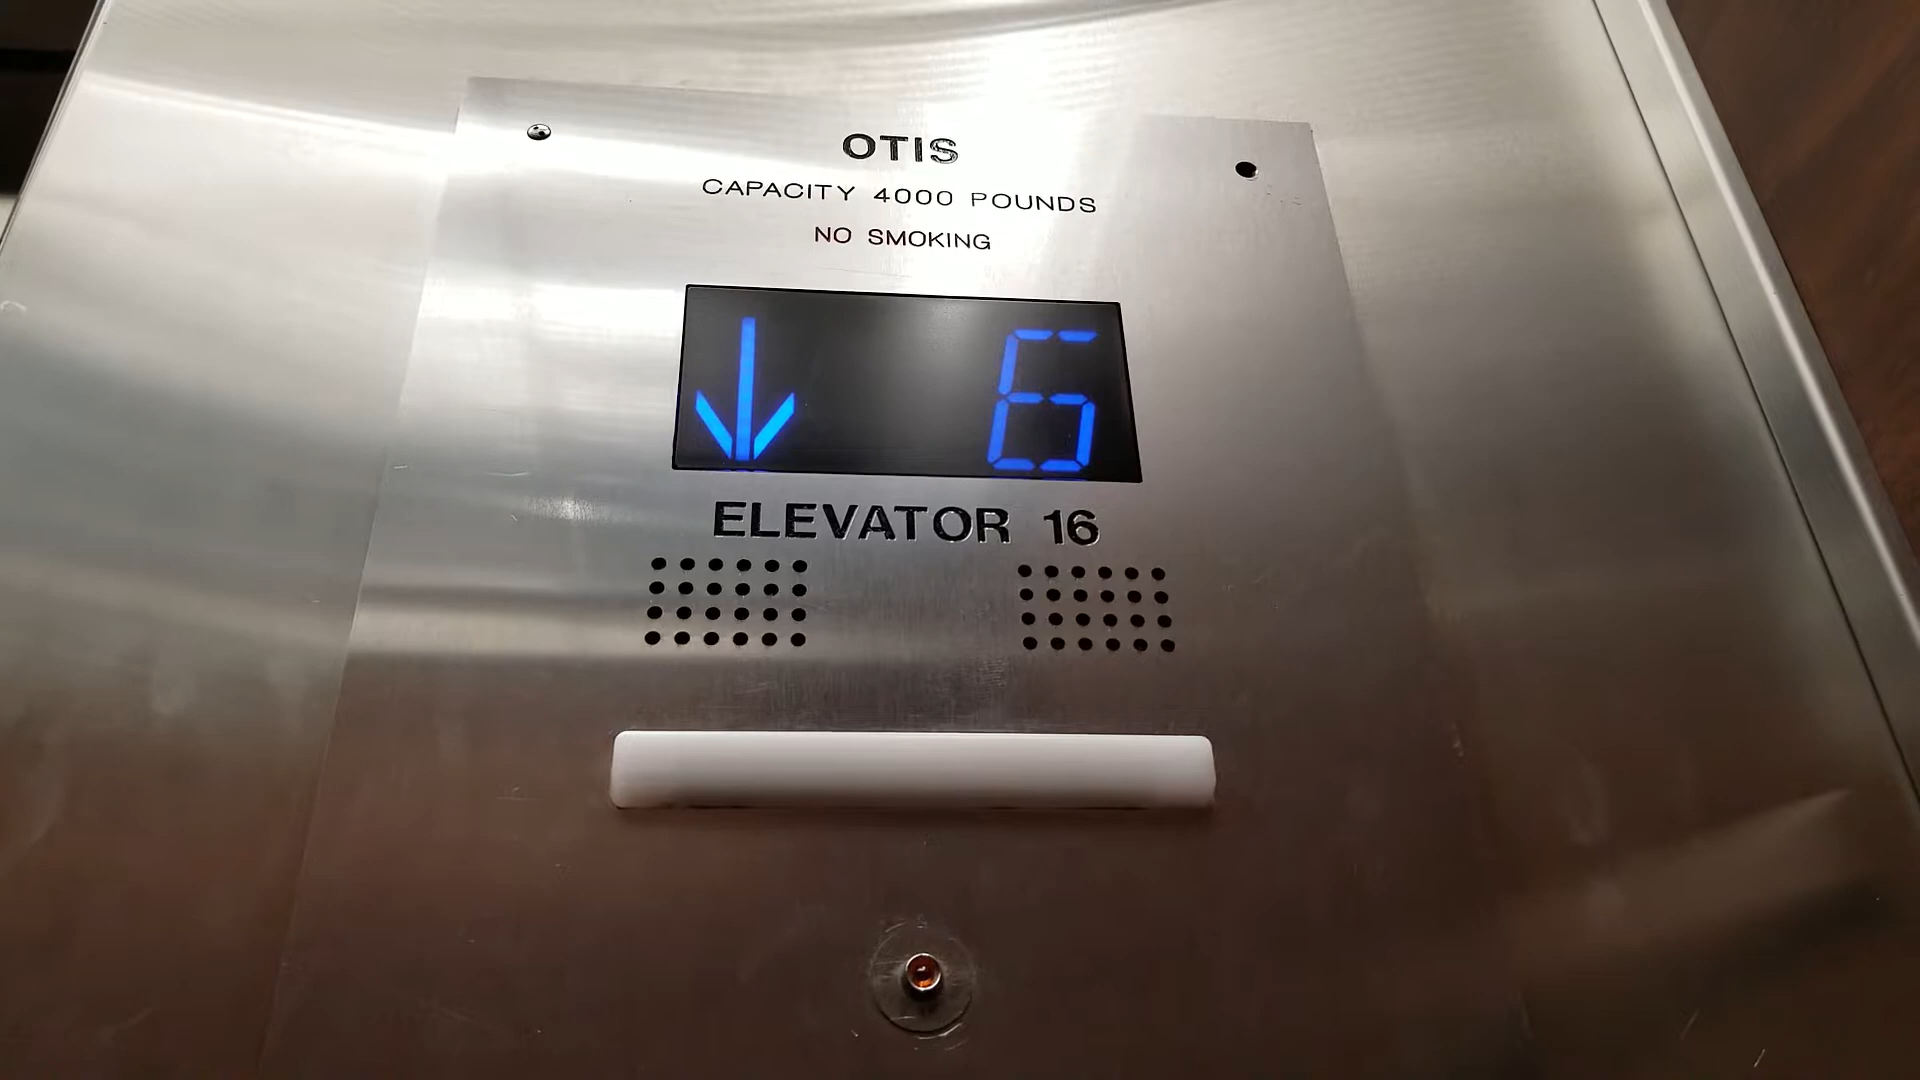 OTIS
CAPACITY 4000 POUNDS
NO SMOKING
↓ 6
ELEVATOR 16